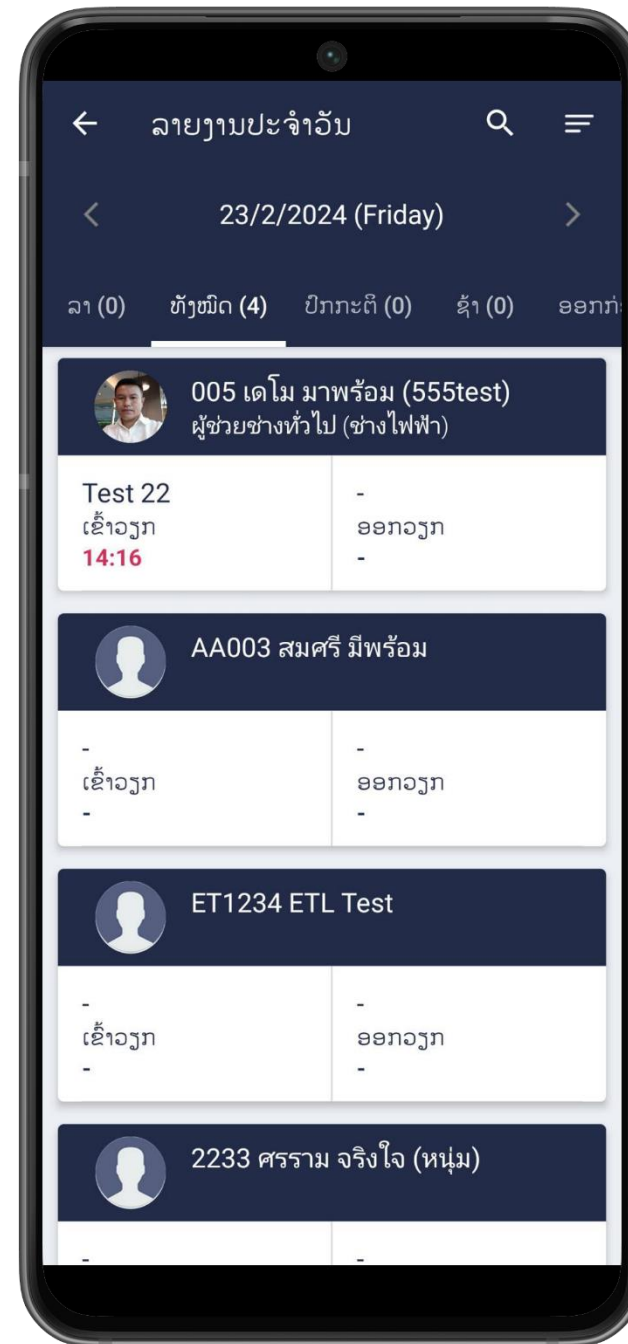 ລາຍງານປະຈຳວັນ
23/2/2024 (Friday)
ລາ (0) ທັງໝົດ (4) ປົກກະຕິ (0) ຊ້າ (0)
005 เดโม มาพร้อม (555test)
ผู้ช่วยช่างทั่วไป (ช่างไฟฟ้า)
Test 22 -
ເຂົ້າວຽກ ອອກວຽກ
14:16 -
AA003 สมศรี มีพร้อม
- -
ເຂົ້າວຽກ ອອກວຽກ
- -
ET1234 ETL Test
- -
ເຂົ້າວຽກ ອອກວຽກ
- -
2233 ศรราม จริงใจ (หนุ่ม)
- -